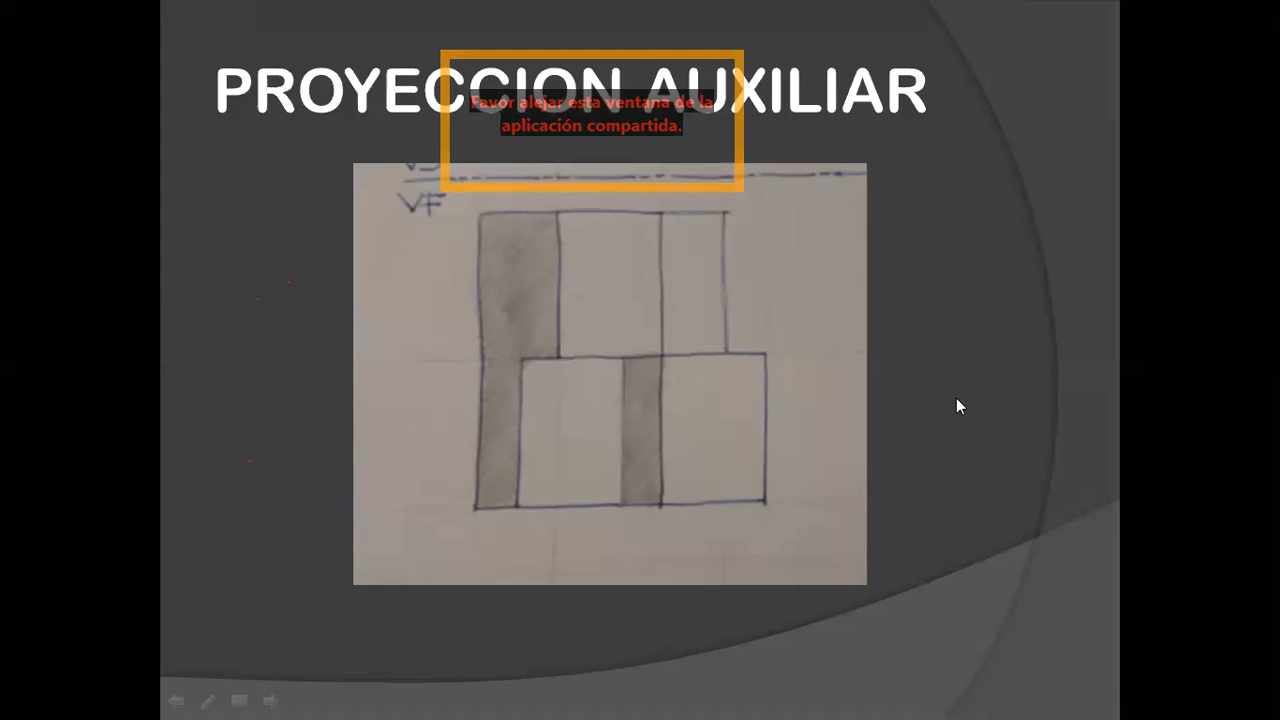 PROYECCION AUXILIAR
Favor alejar esta ventana de la
aplicación compartida.
VF